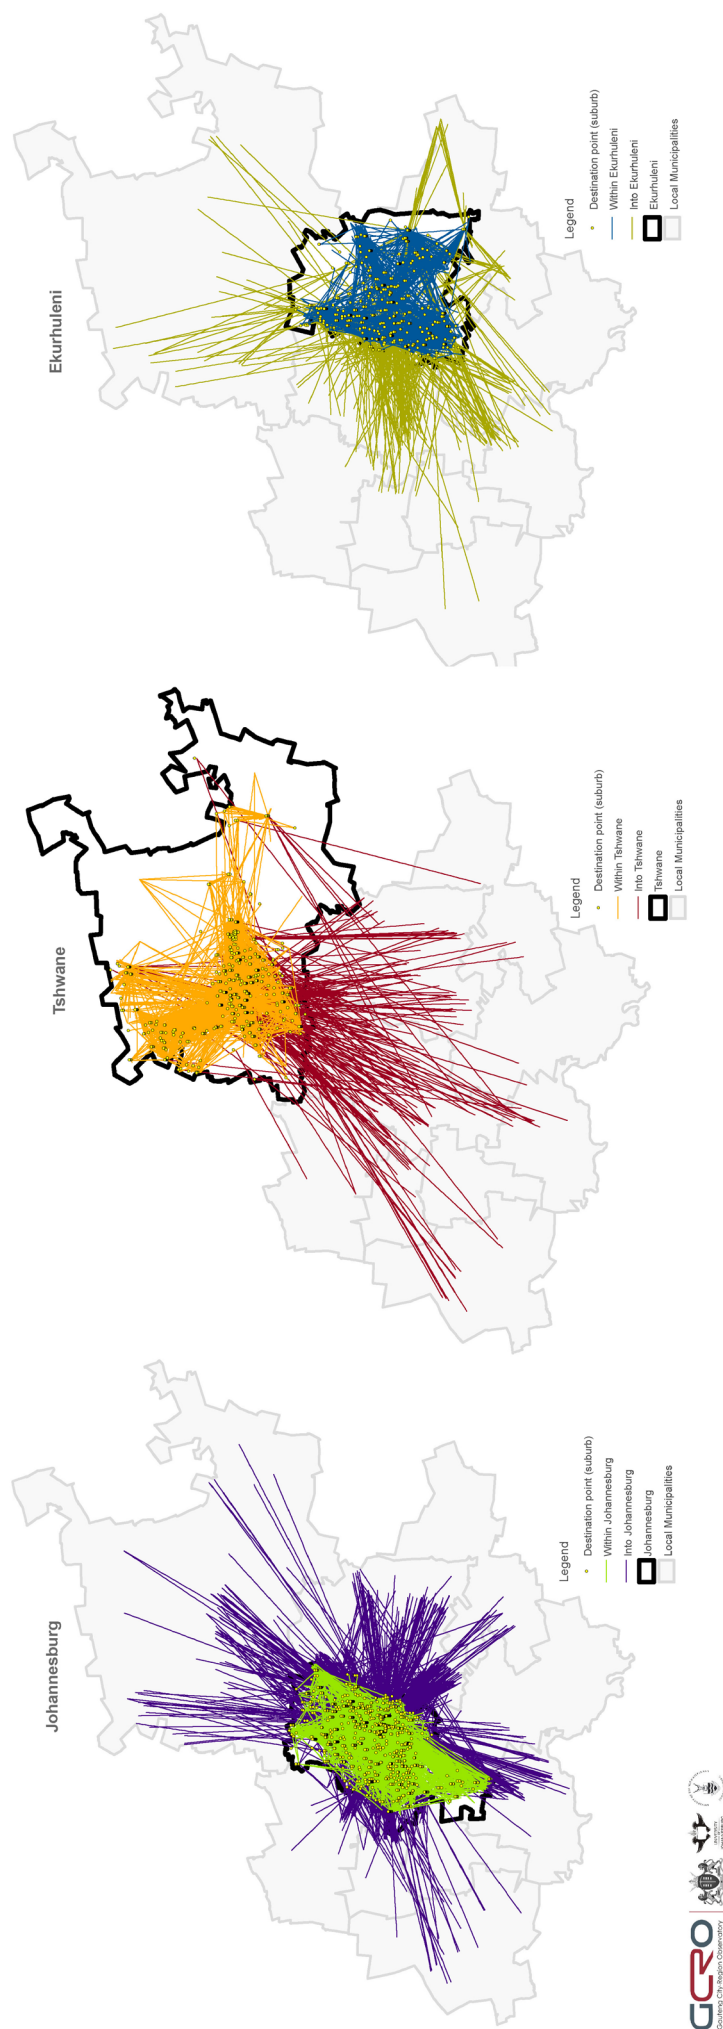 Johannesburg
Legend
Destination point (suburb)
Within Johannesburg
Into Johannesburg
Johannesburg
Local Municipalities
Tshwane
Legend
Destination point (suburb)
Within Tshwane
Into Tshwane
Tshwane
Local Municipalities
Ekurhuleni
Legend
Destination point (suburb)
Within Ekurhuleni
Into Ekurhuleni
Ekurhuleni
Local Municipalities
GCRO
Gauteng City-Region Observatory